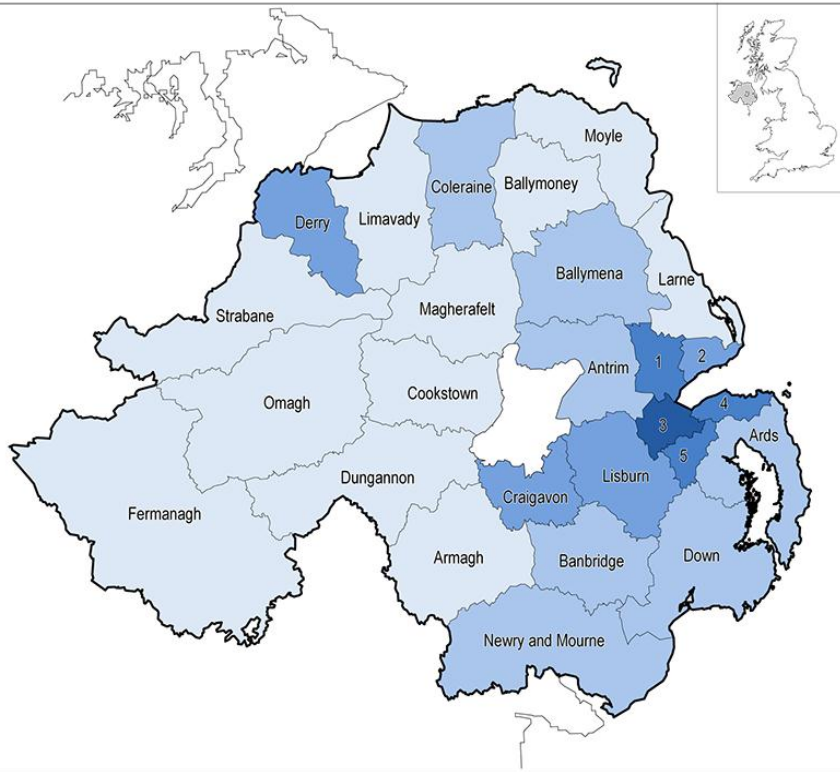 Moyle
Coleraine
Ballymoney
Limavady
Derry
Ballymena
Larne
Magherafelt
Strabane
1
2
Antrim
Cookstown
Omagh
4
3
Ards
5
Dungannon
Lisburn
Craigavon
Fermanagh
Armagh
Banbridge
Down
Newry and Mourne